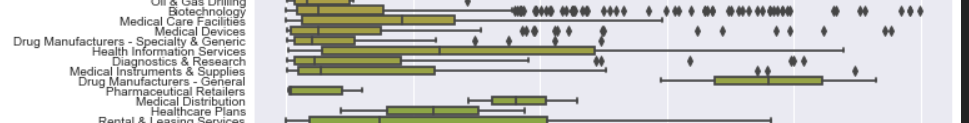 Oil & Gas Drilling
Biotechnology
Medical Care Facilities
Medical Devices
Drug Manufacturers - Specialty & Generic
Health Information Services
Diagnostics & Research
Medical Instruments & Supplies
Drug Manufacturers - General
Pharmaceutical Retailers
Medical Distribution
Healthcare Plans
Rental & Leasing Services